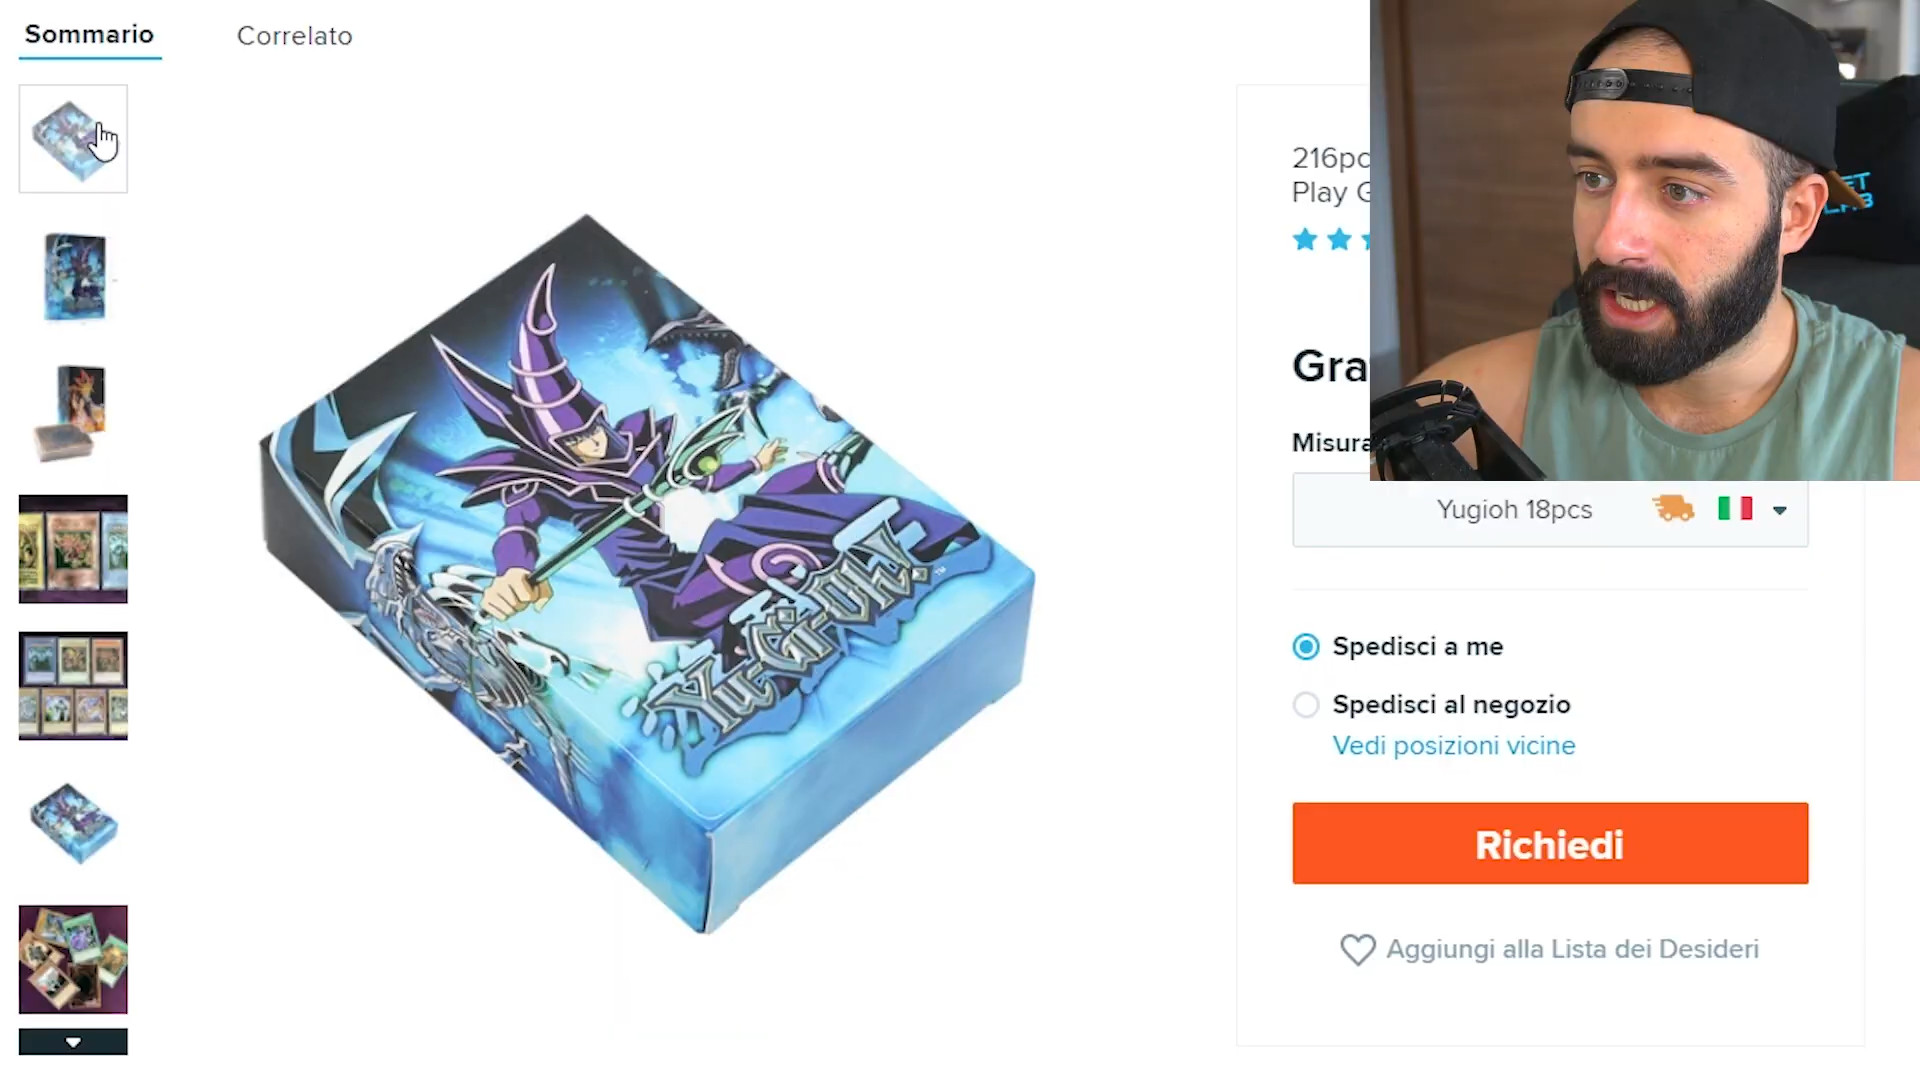 Sommario
Correlato
216pc
Play G
Gra
Misura
Yugioh 18pcs
Spedisci a me
Spedisci al negozio
Vedi posizioni vicine
Richiedi
Aggiungi alla Lista dei Desideri
Yu-Gi-Oh! ™